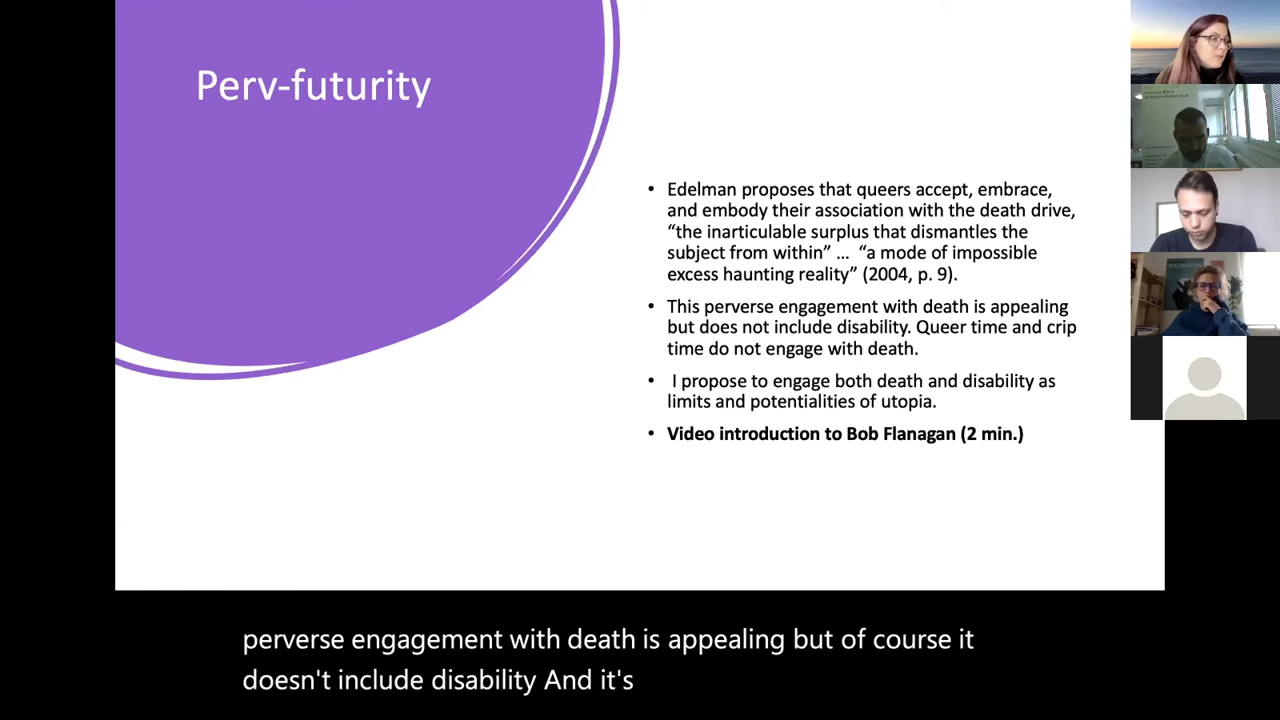 Perv-futurity
• Edelman proposes that queers accept, embrace,
and embody their association with the death drive,
“the inarticulable surplus that dismantles the
subject from within” … “a mode of impossible
excess haunting reality” (2004, p. 9).
• This perverse engagement with death is appealing
but does not include disability. Queer time and crip
time do not engage with death.
• I propose to engage both death and disability as
limits and potentialities of utopia.
• Video introduction to Bob Flanagan (2 min.)
perverse engagement with death is appealing but of course it
doesn't include disability And it's